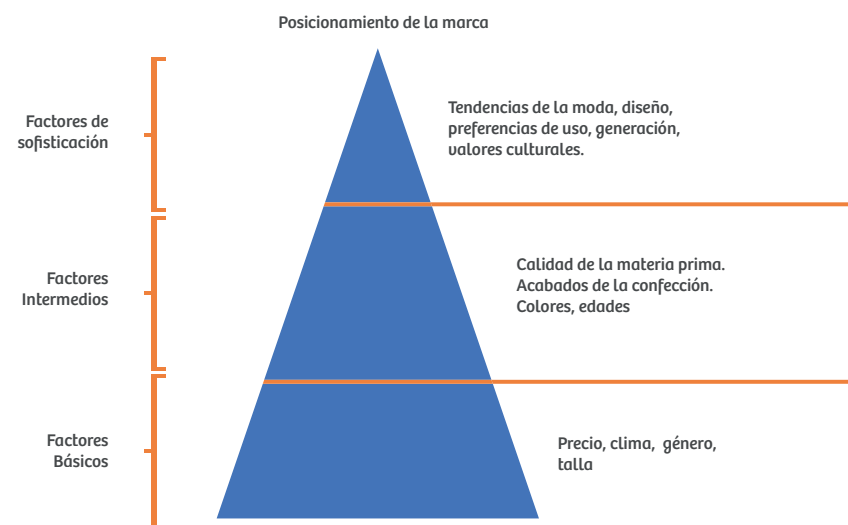 Posicionamiento de la marca
Factores de
sofisticación
Tendencias de la moda, diseño,
preferencias de uso, generación,
valores culturales.
Factores
Intermedios
Calidad de la materia prima.
Acabados de la confección.
Colores, edades
Factores
Básicos
Precio, clima, género,
talla